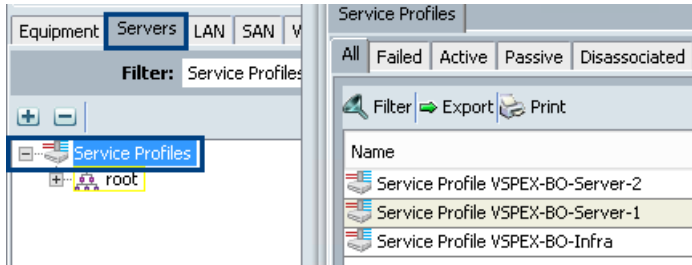 Equipment Servers LAN SAN V
Filter: Service Profiles
Service Profiles
root
Service Profiles
All Failed Active Passive Disassociated
Filter Export Print
Name
Service Profile VSPEX-BO-Server-2
Service Profile VSPEX-BO-Server-1
Service Profile VSPEX-BO-Infra